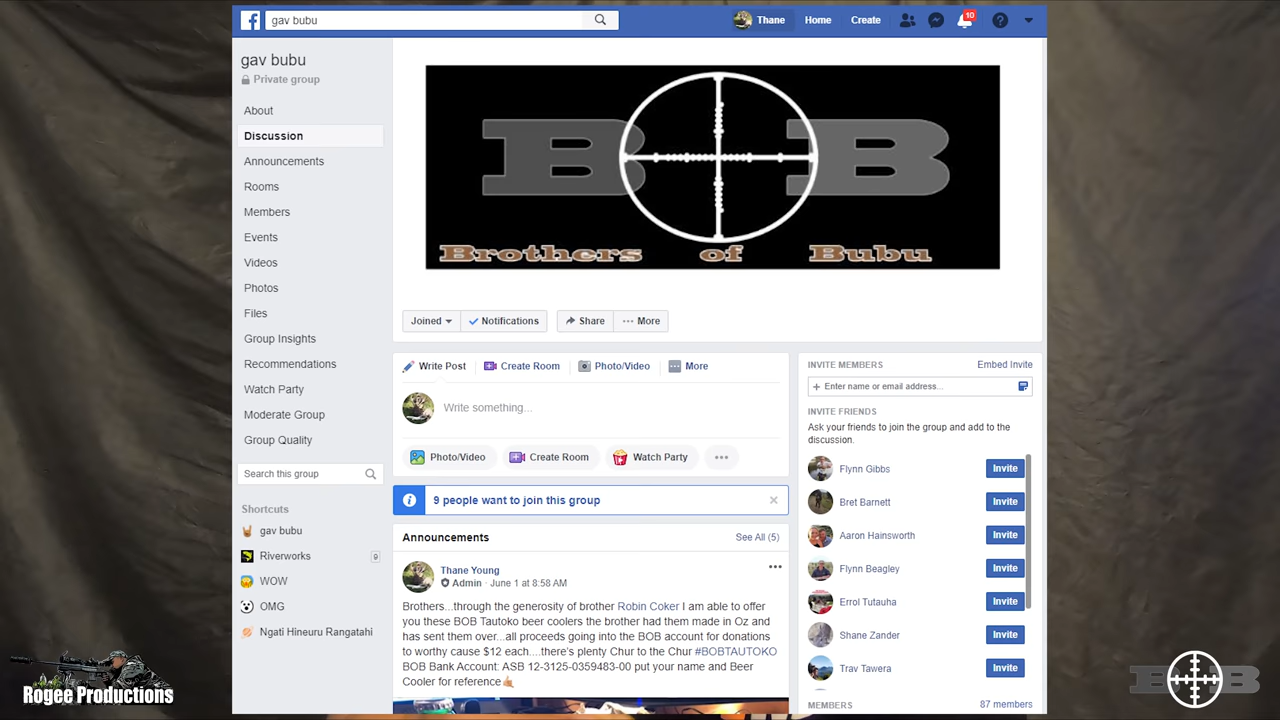 gav bubu
Thane
Home
Create
10
gav bubu
Private group
About
Discussion
Announcements
Rooms
Members
Events
Videos
Photos
Files
Group Insights
Recommendations
Watch Party
Moderate Group
Group Quality
Search this group
Shortcuts
gav bubu
Riverworks
9
WOW
OMG
Ngati Hineuru Rangatahi
B B
Brothers of Bubu
Joined
Notifications
Share
More
Write Post
Create Room
Photo/Video
More
Write something...
Photo/Video
Create Room
Watch Party
9 people want to join this group
Announcements
See All (5)
Thane Young
Admin · June 1 at 8:58 AM
Brothers...through the generosity of brother Robin Coker I am able to offer
you these BOB Tautoko beer coolers the brother had them made in Oz and
has sent them over...all proceeds going into the BOB account for donations
to worthy cause $12 each....there's plenty Chur to the Chur #BOBTAUTOKO
BOB Bank Account: ASB 12-3125-0359483-00 put your name and Beer
Cooler for reference🤙
INVITE MEMBERS
Embed Invite
Enter name or email address...
INVITE FRIENDS
Ask your friends to join the group and add to the
discussion.
Flynn Gibbs
Invite
Bret Barnett
Invite
Aaron Hainsworth
Invite
Flynn Beagley
Invite
Errol Tutauha
Invite
Shane Zander
Invite
Trav Tawera
Invite
MEMBERS
87 members
Rogee Productions
B B